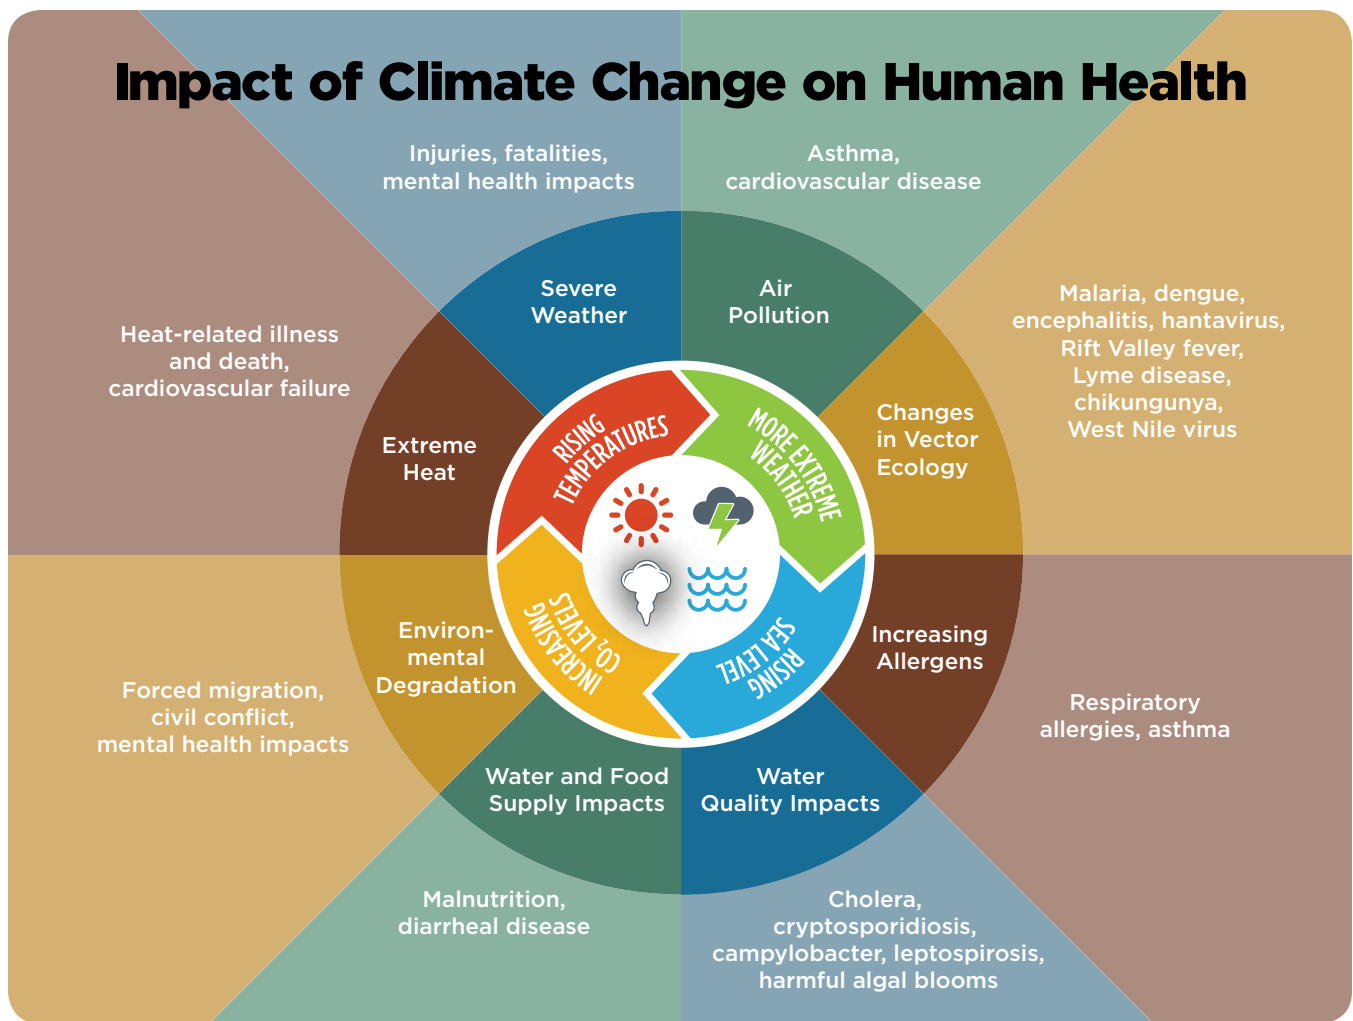 Impact of Climate Change on Human Health
Injuries, fatalities,
mental health impacts
Asthma,
cardiovascular disease
Malaria, dengue,
encephalitis, hantavirus,
Rift Valley fever,
Lyme disease,
chikungunya,
West Nile virus
Heat-related illness
and death,
cardiovascular failure
Severe
Weather
Air
Pollution
Changes
in Vector
Ecology
Extreme
Heat
RISING
TEMPERATURES
MORE EXTREME
WEATHER
INCREASING
CO₂ LEVELS
RISING
SEA LEVEL
Environ-
mental
Degradation
Increasing
Allergens
Forced migration,
civil conflict,
mental health impacts
Respiratory
allergies, asthma
Water and Food
Supply Impacts
Water
Quality Impacts
Malnutrition,
diarrheal disease
Cholera,
cryptosporidiosis,
campylobacter, leptospirosis,
harmful algal blooms